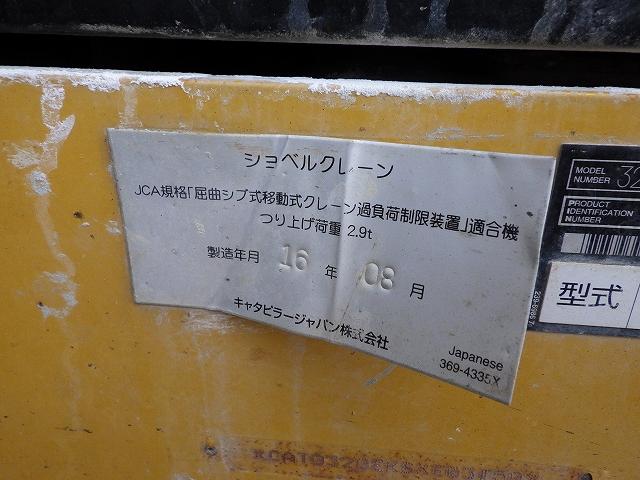 ショベルクレーン
JCA規格「屈曲ジブ式移動式クレーン過負荷制限装置」適合機
つり上げ荷重 2.9t
製造年月 16 年 08 月
キャタピラージャパン株式会社
Japanese
369-4335X
MODEL
NUMBER 32
PRODUCT
IDENTIFICATION
NUMBER
型式